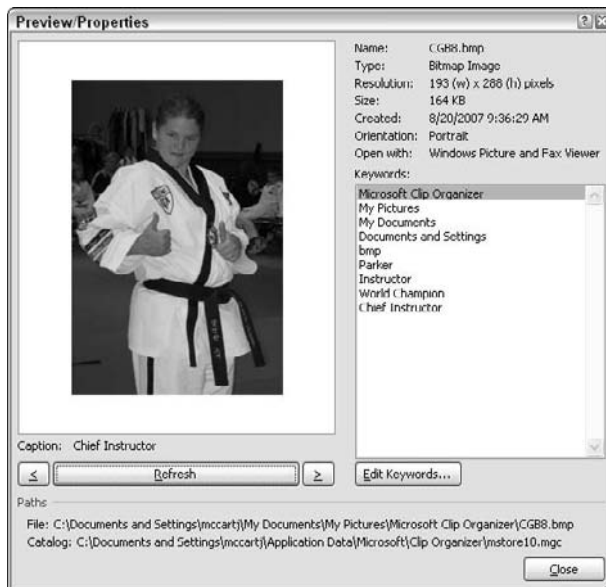 Preview/Properties
Name: CGB8.bmp
Type: Bitmap Image
Resolution: 193 (w) x 288 (h) pixels
Size: 164 KB
Created: 8/20/2007 9:36:29 AM
Orientation: Portrait
Open with: Windows Picture and Fax Viewer
Keywords:
Microsoft Clip Organizer
My Pictures
My Documents
Documents and Settings
bmp
Parker
Instructor
World Champion
Chief Instructor
Caption: Chief Instructor
< Refresh >
Edit Keywords...
Paths
File: C:\Documents and Settings\mccartj\My Documents\My Pictures\Microsoft Clip Organizer\CGB8.bmp
Catalog: C:\Documents and Settings\mccartj\Application Data\Microsoft\Clip Organizer\mstore10.mgc
Close